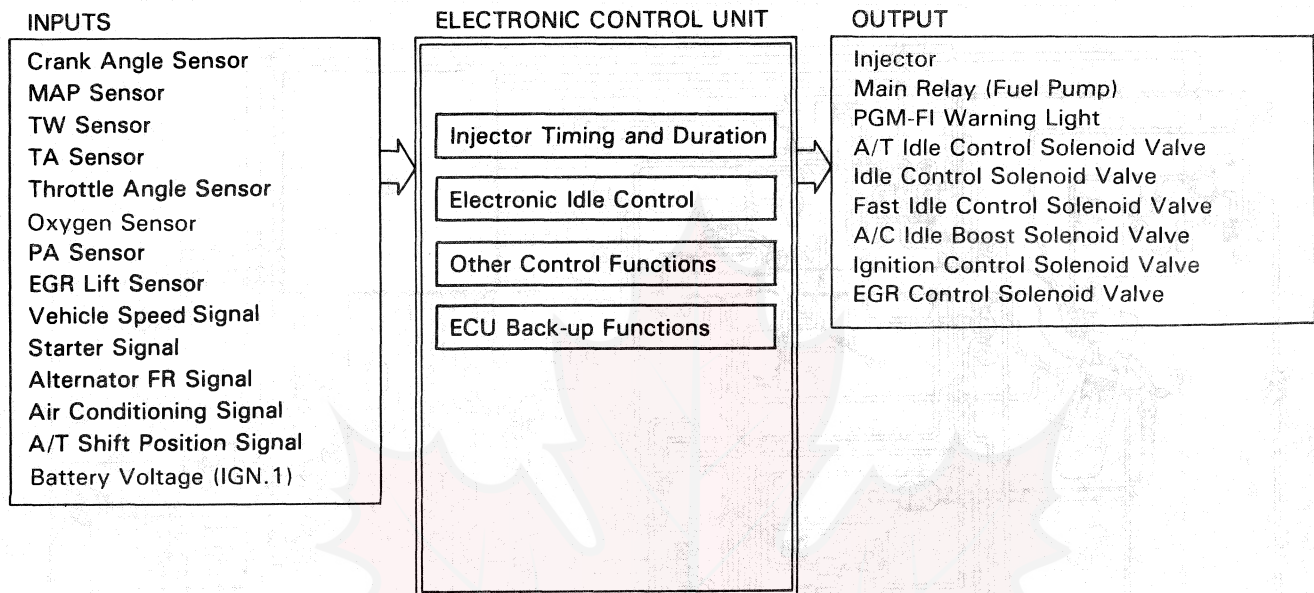 INPUTS
Crank Angle Sensor
MAP Sensor
TW Sensor
TA Sensor
Throttle Angle Sensor
Oxygen Sensor
PA Sensor
EGR Lift Sensor
Vehicle Speed Signal
Starter Signal
Alternator FR Signal
Air Conditioning Signal
A/T Shift Position Signal
Battery Voltage (IGN.1)
ELECTRONIC CONTROL UNIT
Injector Timing and Duration
Electronic Idle Control
Other Control Functions
ECU Back-up Functions
OUTPUT
Injector
Main Relay (Fuel Pump)
PGM-FI Warning Light
A/T Idle Control Solenoid Valve
Idle Control Solenoid Valve
Fast Idle Control Solenoid Valve
A/C Idle Boost Solenoid Valve
Ignition Control Solenoid Valve
EGR Control Solenoid Valve